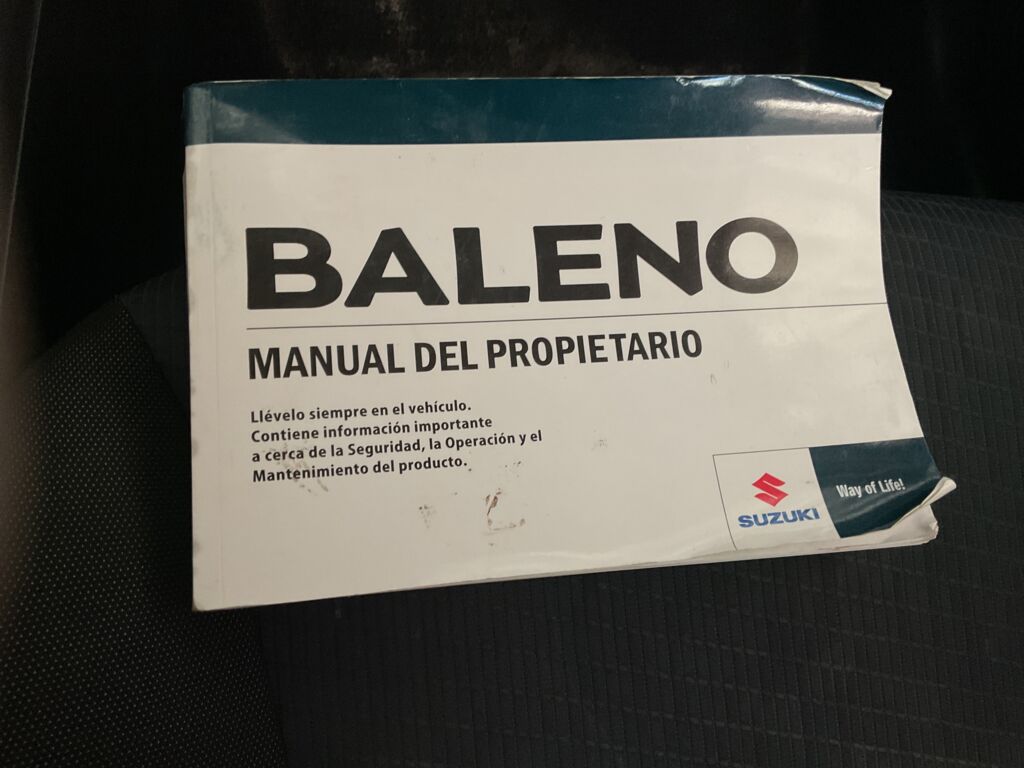 BALENO
MANUAL DEL PROPIETARIO
Llévelo siempre en el vehículo.
Contiene información importante
a cerca de la Seguridad, la Operación y el
Mantenimiento del producto.
SUZUKI
Way of Life!